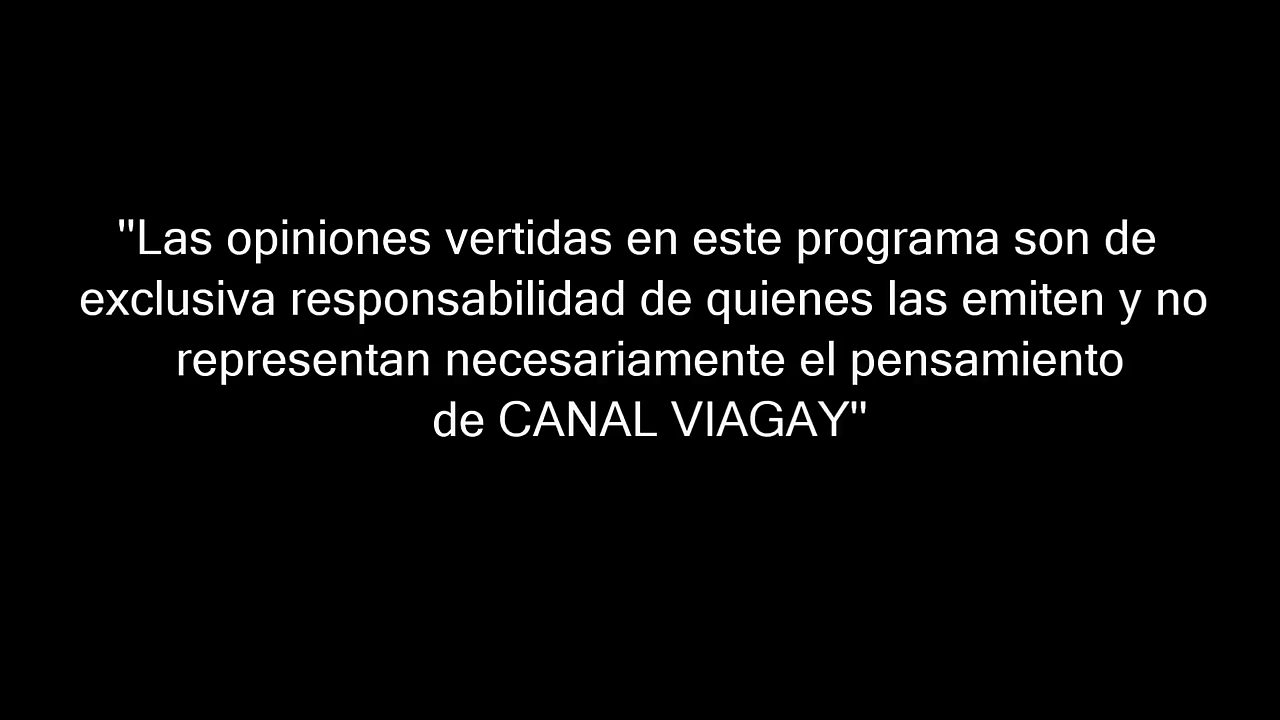 "Las opiniones vertidas en este programa son de
exclusiva responsabilidad de quienes las emiten y no
representan necesariamente el pensamiento
de CANAL VIAGAY"